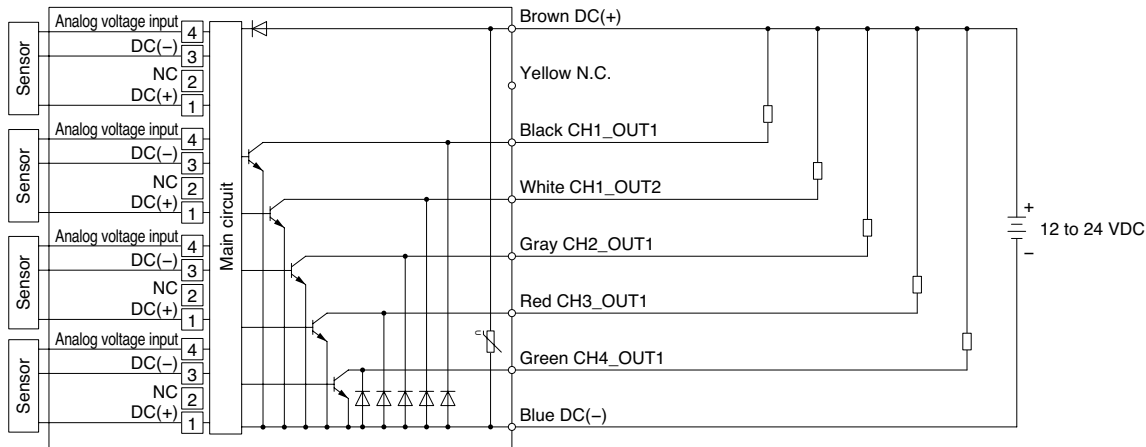 Sensor
Analog voltage input 4
DC(−) 3
NC 2
DC(+) 1
Sensor
Analog voltage input 4
DC(−) 3
NC 2
DC(+) 1
Sensor
Analog voltage input 4
DC(−) 3
NC 2
DC(+) 1
Sensor
Analog voltage input 4
DC(−) 3
NC 2
DC(+) 1
Main circuit
U
Brown DC(+)
Yellow N.C.
Black CH1_OUT1
White CH1_OUT2
Gray CH2_OUT1
Red CH3_OUT1
Green CH4_OUT1
Blue DC(−)
+
12 to 24 VDC
−